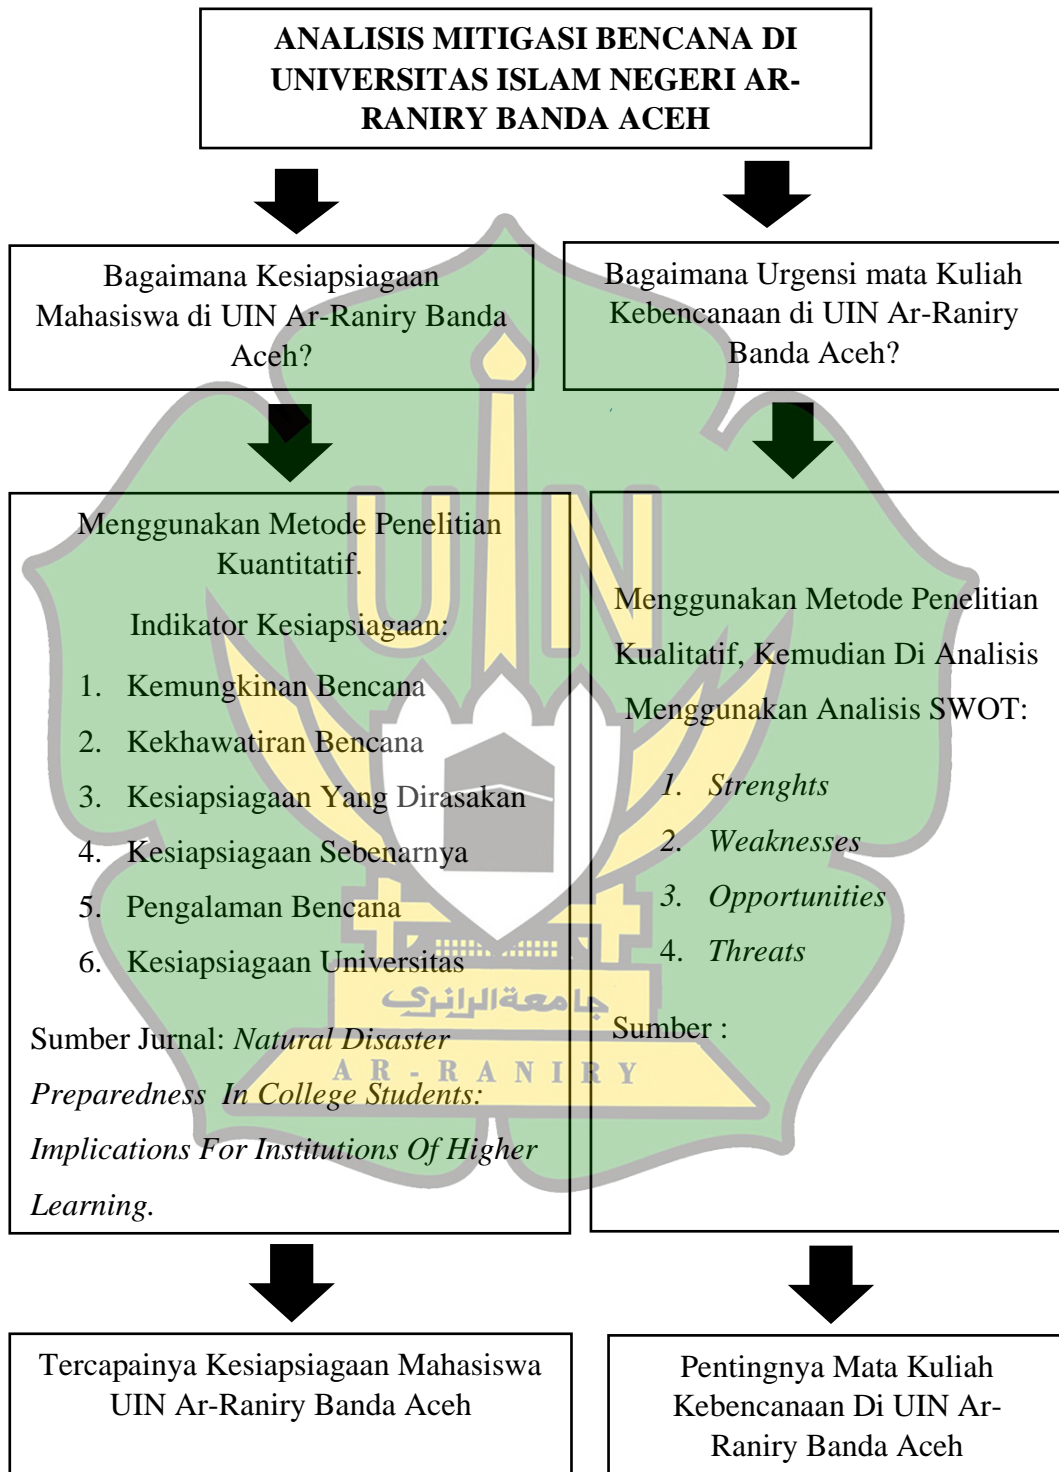 ANALISIS MITIGASI BENCANA DI
UNIVERSITAS ISLAM NEGERI AR-
RANIRY BANDA ACEH
Bagaimana Kesiapsiagaan
Mahasiswa di UIN Ar-Raniry Banda
Aceh?
Bagaimana Urgensi mata Kuliah
Kebencanaan di UIN Ar-Raniry
Banda Aceh?
Menggunakan Metode Penelitian
Kuantitatif.
Indikator Kesiapsiagaan:
1. Kemungkinan Bencana
2. Kekhawatiran Bencana
3. Kesiapsiagaan Yang Dirasakan
4. Kesiapsiagaan Sebenarnya
5. Pengalaman Bencana
6. Kesiapsiagaan Universitas
Sumber Jurnal: Natural Disaster
Preparedness In College Students:
Implications For Institutions Of Higher
Learning.
Menggunakan Metode Penelitian
Kualitatif, Kemudian Di Analisis
Menggunakan Analisis SWOT:
1. Strenghts
2. Weaknesses
3. Opportunities
4. Threats
Sumber :
UIN
جامعة الرانري
AR-RANIRY
Tercapainya Kesiapsiagaan Mahasiswa
UIN Ar-Raniry Banda Aceh
Pentingnya Mata Kuliah
Kebencanaan Di UIN Ar-
Raniry Banda Aceh